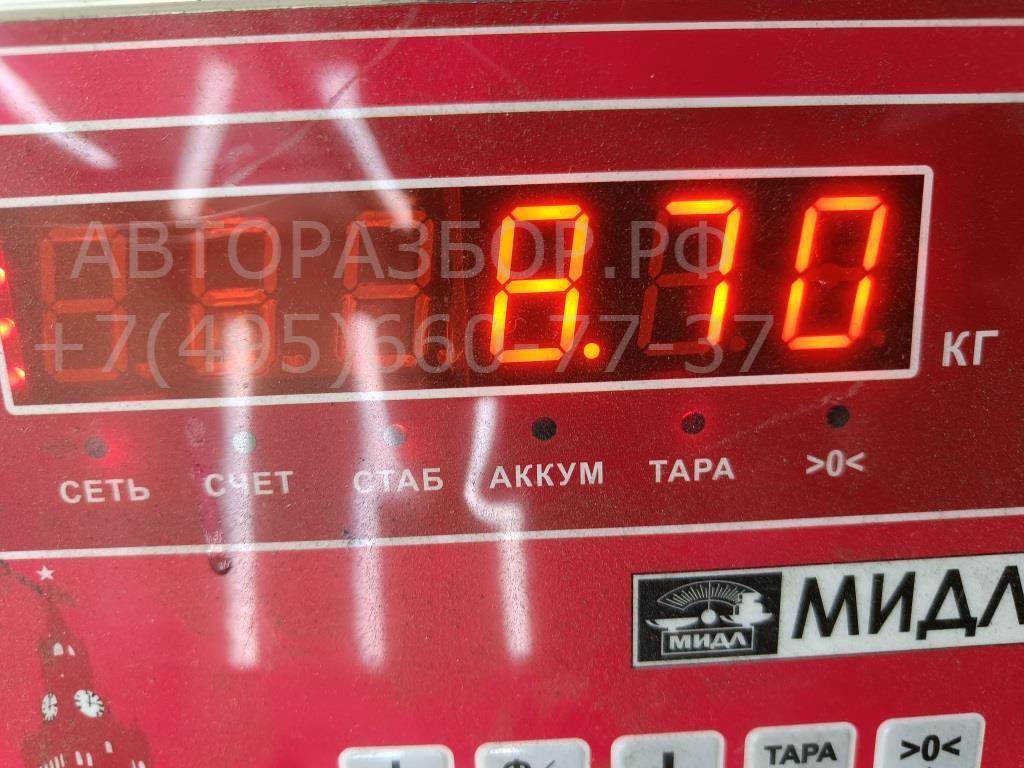 АВТОРАЗБОР.РФ
8.70
+7(495)660-77-37
КГ
СЕТЬ СЧЕТ СТАБ АККУМ ТАРА >0<
МИДЛ МИДЛ
ТАРА >0<